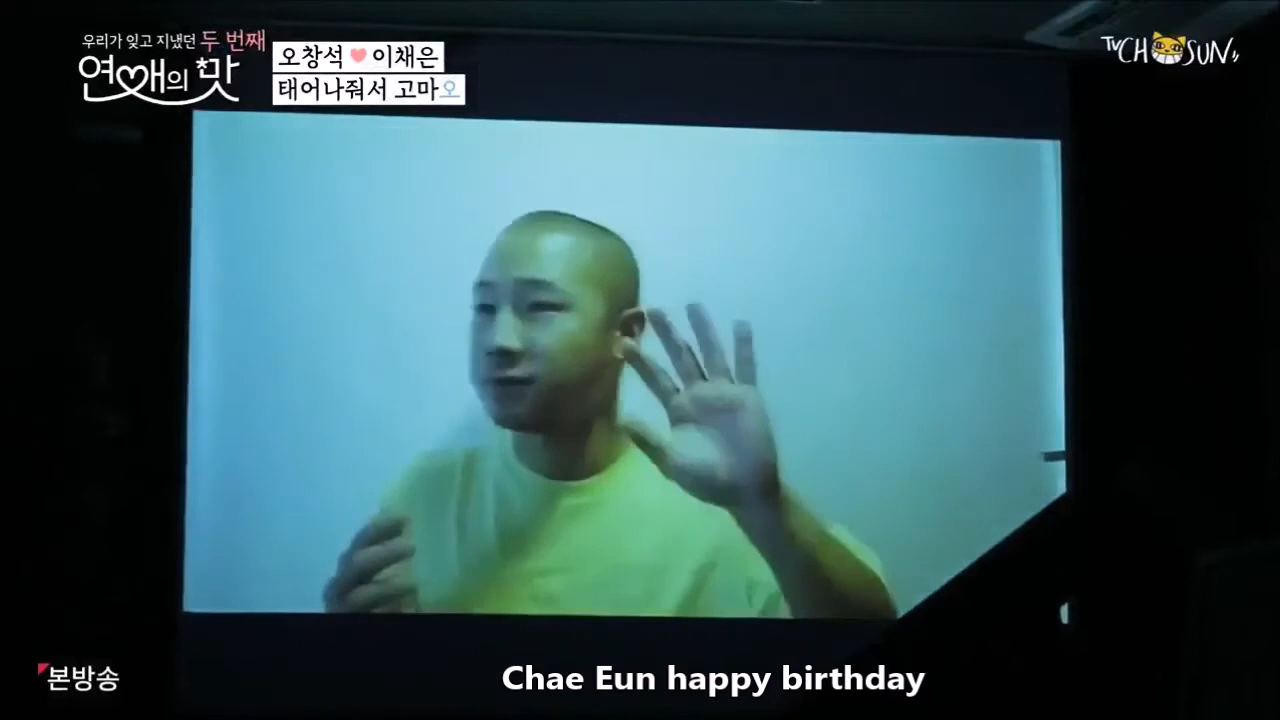 우리가 잊고 지냈던 두 번째
연애의 맛
오창석♥이채은
태어나줘서 고마오
TV CHOSUN
본방송
Chae Eun happy birthday